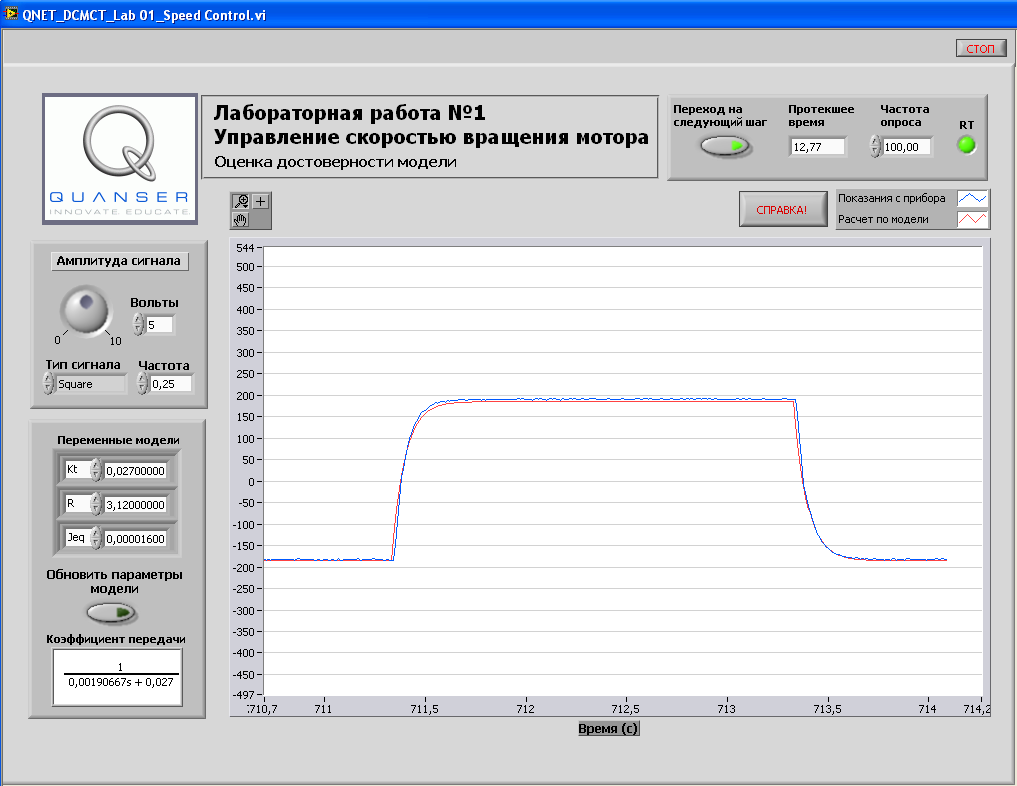 QNET_DCMCT_Lab 01_Speed Control.vi
СТОП
QUANSER
INNOVATE EDUCATE
Лабораторная работа №1
Управление скоростью вращения мотора
Оценка достоверности модели
Переход на
следующий шаг
Протекшее
время
12,77
Частота
опроса
100,00
RT
СПРАВКА!
Показания с прибора
Расчет по модели
Амплитуда сигнала
Вольты
5
0
10
Тип сигнала
Square
Частота
0,25
Переменные модели
Kt 0,02700000
R 3,12000000
Jeq 0,00001600
Обновить параметры
модели
Коэффициент передачи
1
0,00190667s + 0,027
544
500
450
400
350
300
250
200
150
100
50
0
-50
-100
-150
-200
-250
-300
-350
-400
-450
-497
710,7 711 711,5 712 712,5 713 713,5 714 714,2
Время (с)